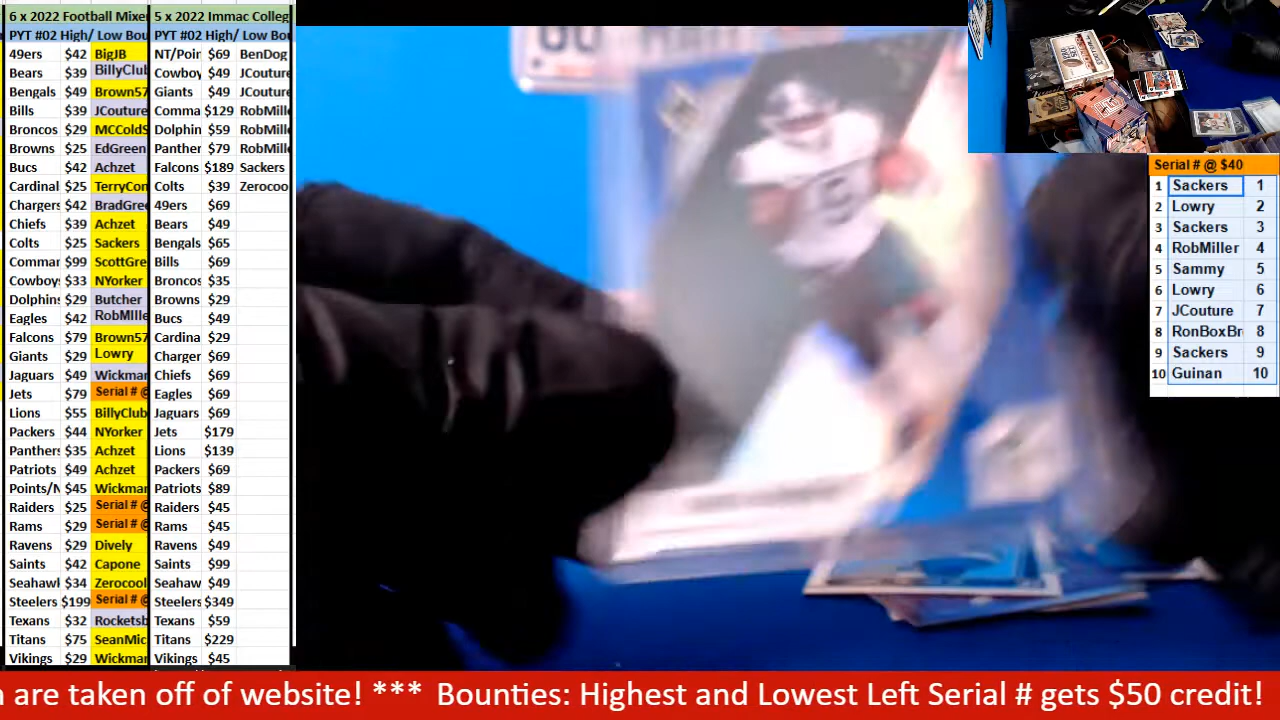 6 x 2022 Football Mixer 5 x 2022 Immac Colleg
PYT #02 High/ Low Bou PYT #02 High/ Low Bou
49ers $42 BigJB NT/Poin $69 BenDog
Bears $39 BillyClub Cowboy $49 JCouture
Bengals $49 Brown57 Giants $49 JCouture
Bills $39 JCouture Comma $129 RobMille
Broncos $29 MCColdS Dolphin $59 RobMille
Browns $25 EdGreen Panther $79 RobMille
Bucs $42 Achzet Falcons $189 Sackers
Cardinal $25 TerryCon Colts $39 Zerocoo
Chargers $42 BradGree 49ers $69
Chiefs $39 Achzet Bears $49
Colts $25 Sackers Bengals $65
Commar $99 ScottGre Bills $69
Cowboys $33 NYorker Broncos $35
Dolphins $29 Butcher Browns $29
Eagles $42 RobMille Bucs $49
Falcons $79 Brown57 Cardina $29
Giants $29 Lowry Charger $69
Jaguars $49 Wickmar Chiefs $69
Jets $79 Serial # @ Eagles $69
Lions $55 BillyClub Jaguars $69
Packers $44 NYorker Jets $179
Panthers $35 Achzet Lions $139
Patriots $49 Achzet Packers $69
Points/N $45 Wickmar Patriots $89
Raiders $25 Serial # @ Raiders $45
Rams $29 Serial # @ Rams $45
Ravens $29 Dively Ravens $49
Saints $42 Capone Saints $99
Seahawk $34 Zerocool Seahaw $49
Steelers $199 Serial # @ Steelers $349
Texans $32 Rocketsb Texans $59
Titans $75 SeanMic Titans $229
Vikings $29 Wickmar Vikings $45
Serial # @ $40
1 Sackers 1
2 Lowry 2
3 Sackers 3
4 RobMiller 4
5 Sammy 5
6 Lowry 6
7 JCouture 7
8 RonBoxBr 8
9 Sackers 9
10 Guinan 10
19
are taken off of website! *** Bounties: Highest and Lowest Left Serial # gets $50 credit!